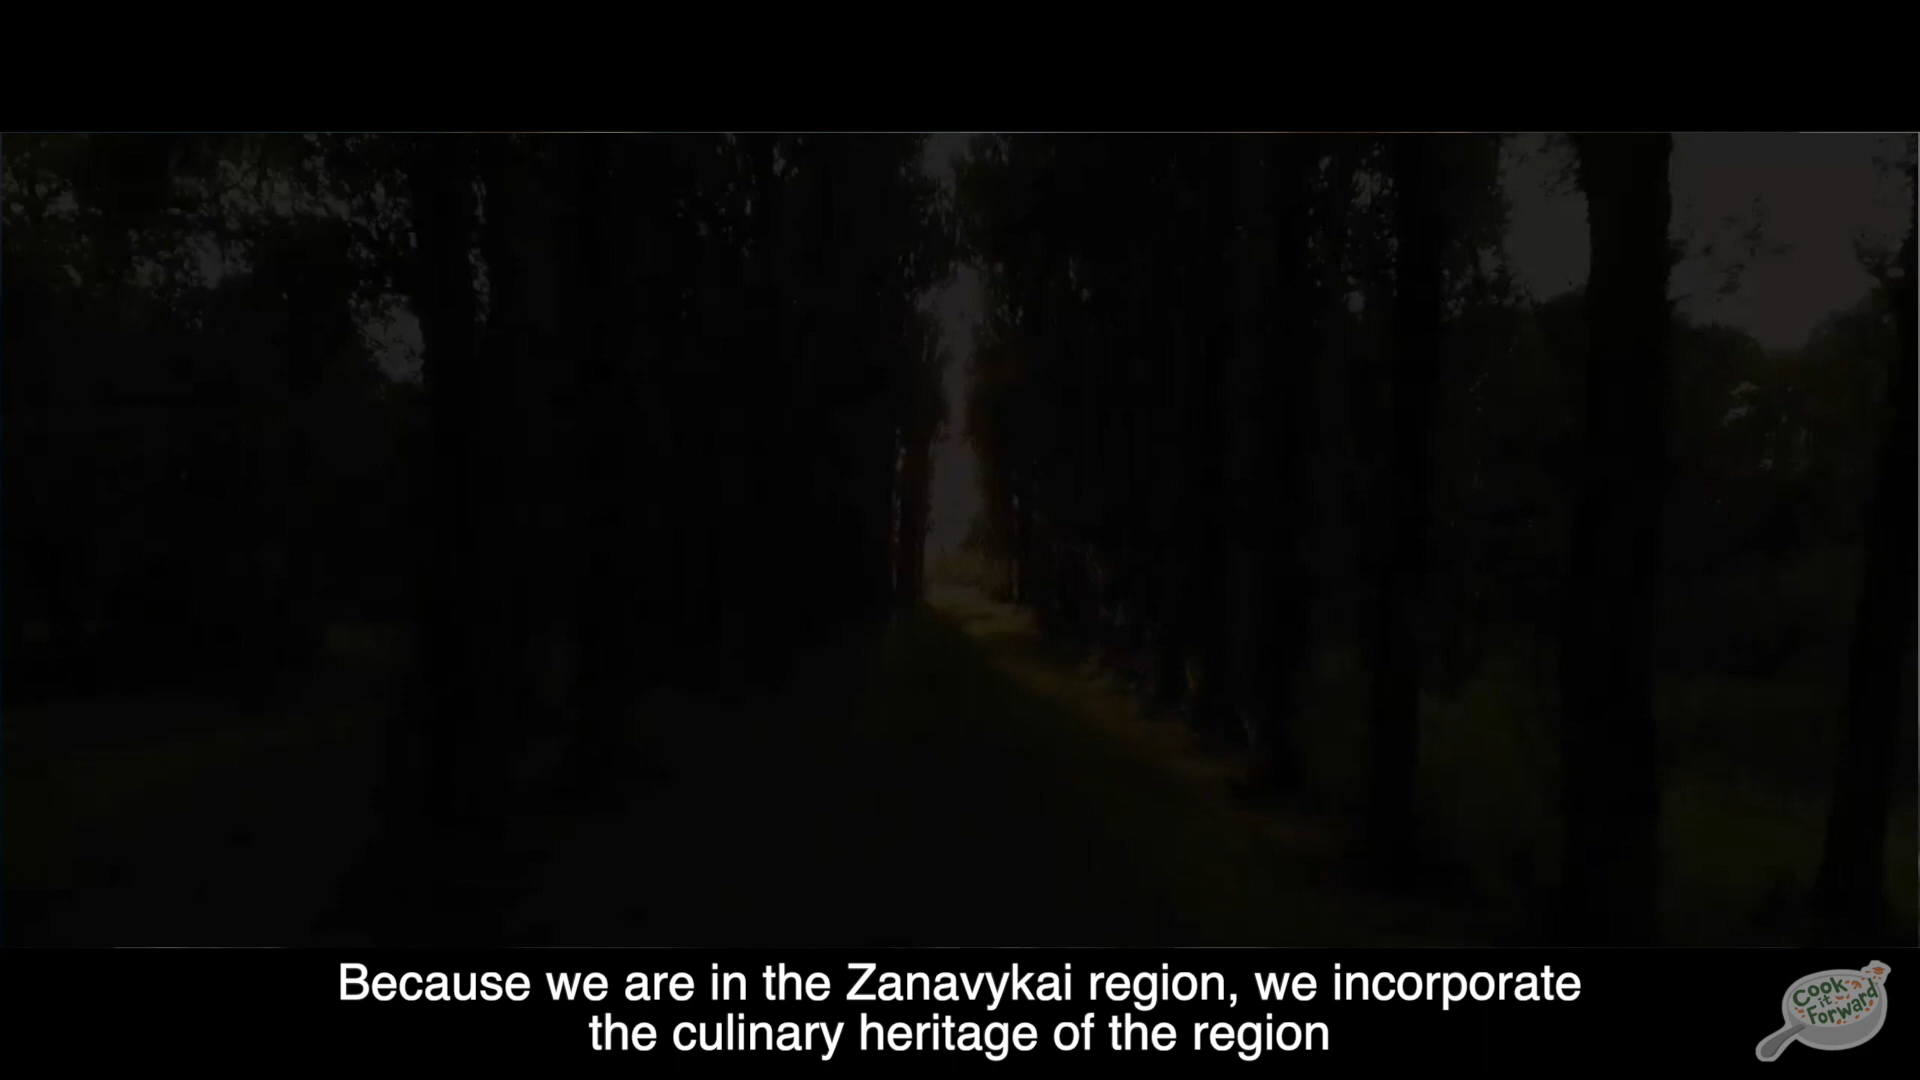 Because we are in the Zanavykai region, we incorporate
the culinary heritage of the region
Cook
it
Forward